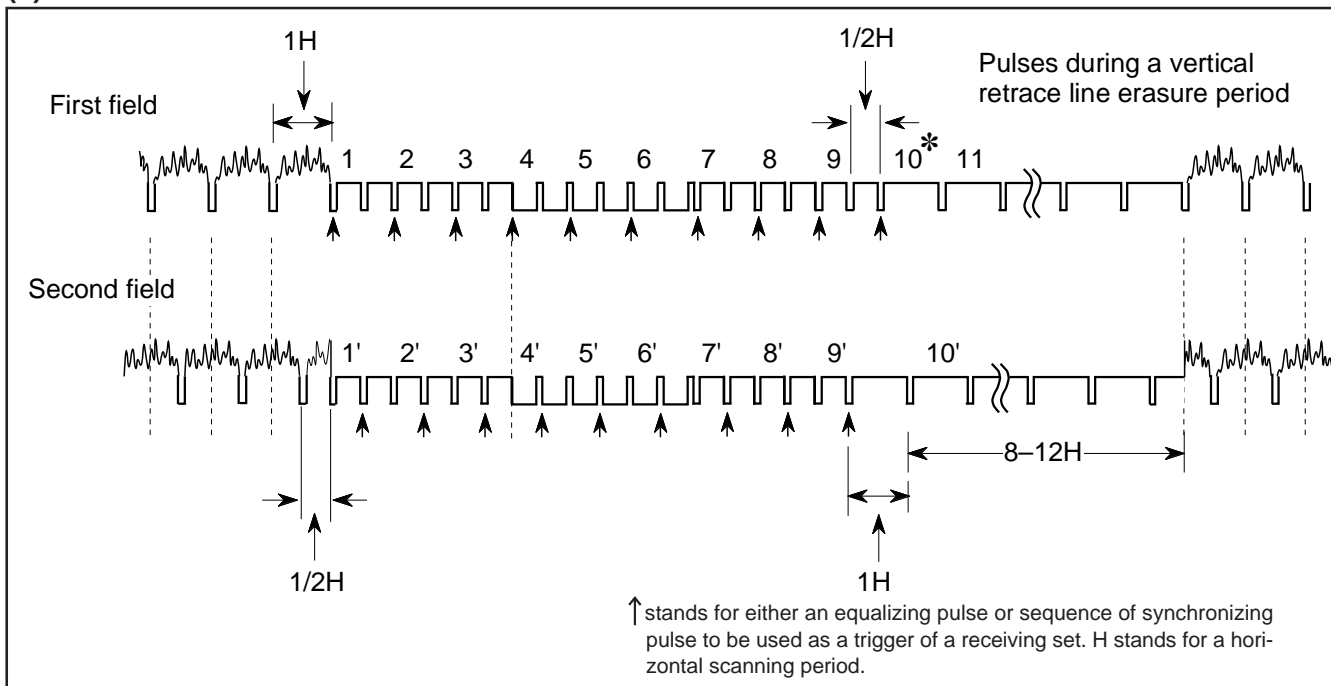 1H
1/2H
Pulses during a vertical
retrace line erasure period
First field
1 2 3 4 5 6 7 8 9 10* 11
Second field
1' 2' 3' 4' 5' 6' 7' 8' 9' 10'
8–12H
1/2H
1H
↑ stands for either an equalizing pulse or sequence of synchronizing
pulse to be used as a trigger of a receiving set. H stands for a hori-
zontal scanning period.